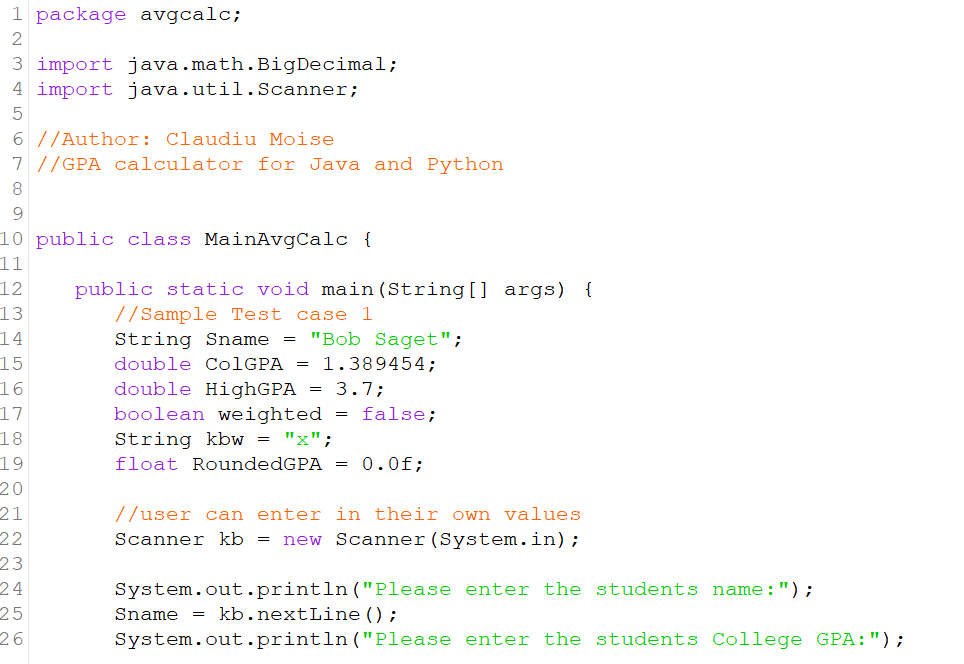 1 package avgcalc;
2
3 import java.math.BigDecimal;
4 import java.util.Scanner;
5
6 //Author: Claudiu Moise
7 //GPA calculator for Java and Python
8
9
10 public class MainAvgCalc {
11
12    public static void main(String[] args) {
13       //Sample Test case 1
14       String Sname = "Bob Saget";
15       double ColGPA = 1.389454;
16       double HighGPA = 3.7;
17       boolean weighted = false;
18       String kbw = "x";
19       float RoundedGPA = 0.0f;
20
21       //user can enter in their own values
22       Scanner kb = new Scanner(System.in);
23
24       System.out.println("Please enter the students name:");
25       Sname = kb.nextLine();
26       System.out.println("Please enter the students College GPA:");